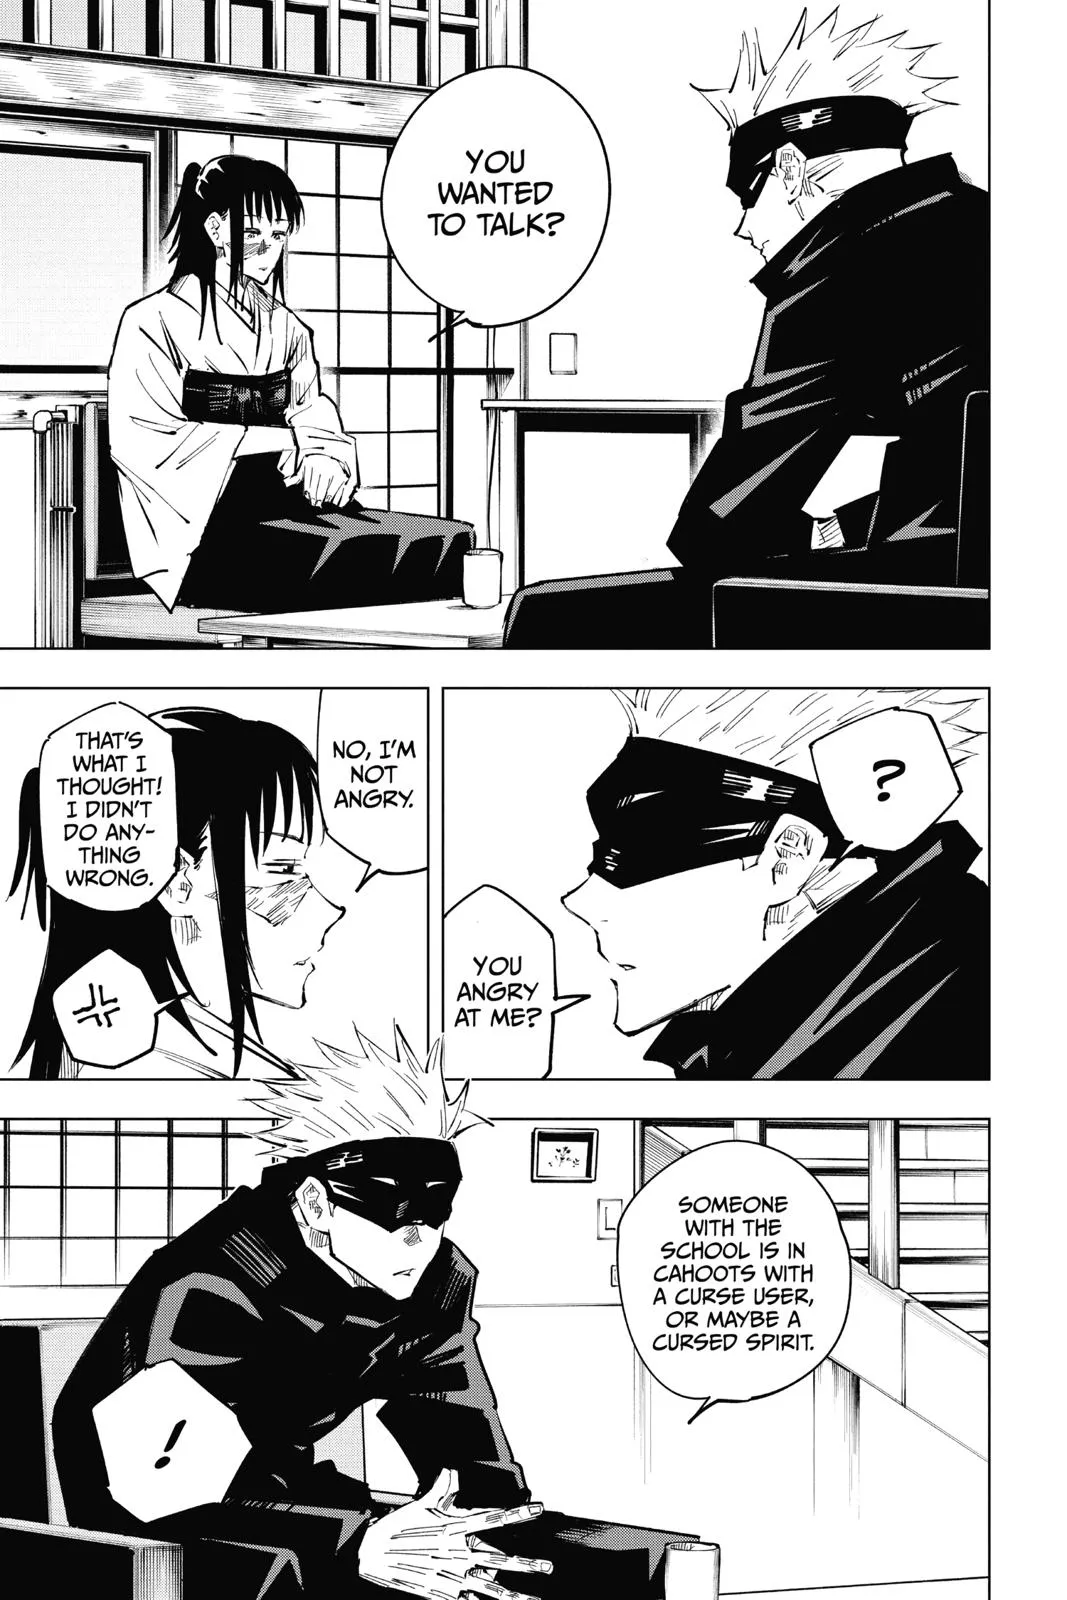 YOU
WANTED
TO TALK?
?
YOU
ANGRY
AT ME?
NO, I'M
NOT
ANGRY.
THAT'S
WHAT I
THOUGHT!
I DIDN'T
DO ANY-
THING
WRONG.
SOMEONE
WITH THE
SCHOOL IS IN
CAHOOTS WITH
A CURSE USER,
OR MAYBE A
CURSED SPIRIT.
!